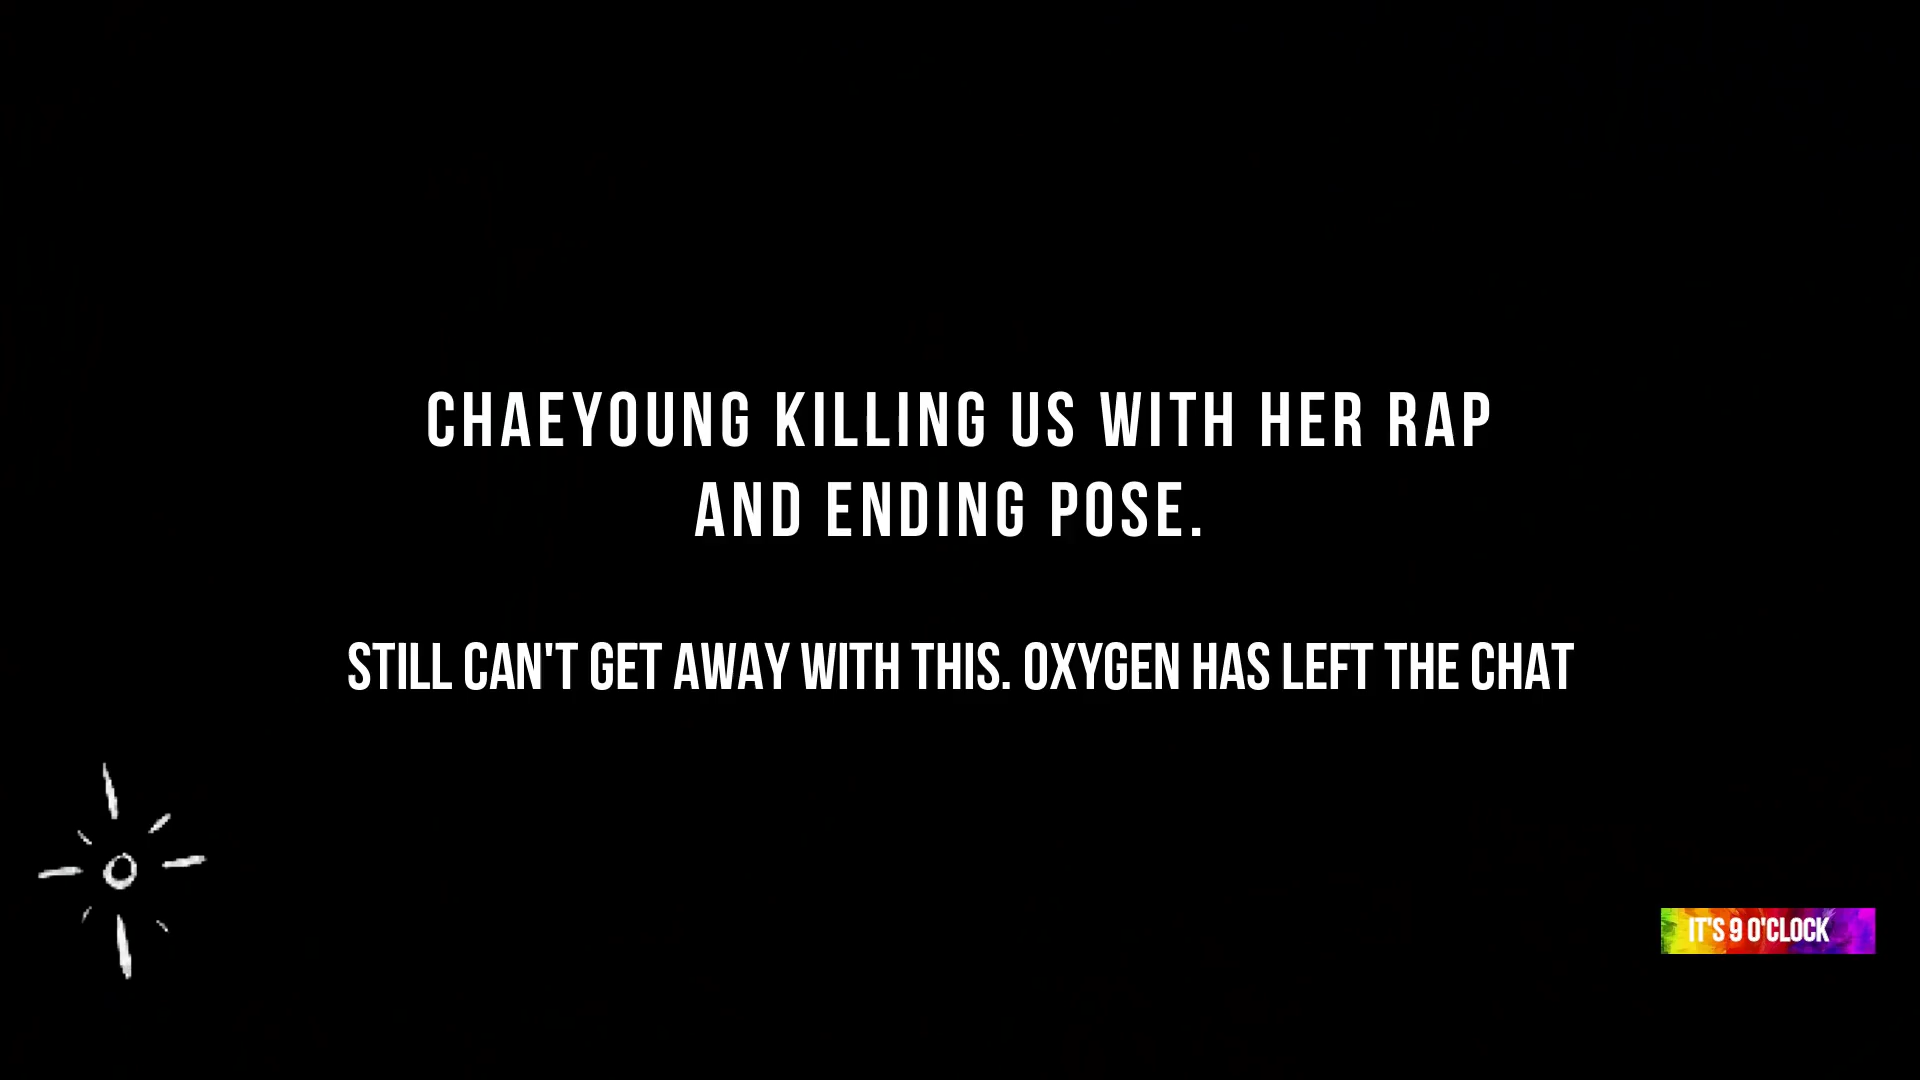 CHAEYOUNG KILLING US WITH HER RAP
AND ENDING POSE.
STILL CAN'T GET AWAY WITH THIS. OXYGEN HAS LEFT THE CHAT
IT'S 9 O'CLOCK